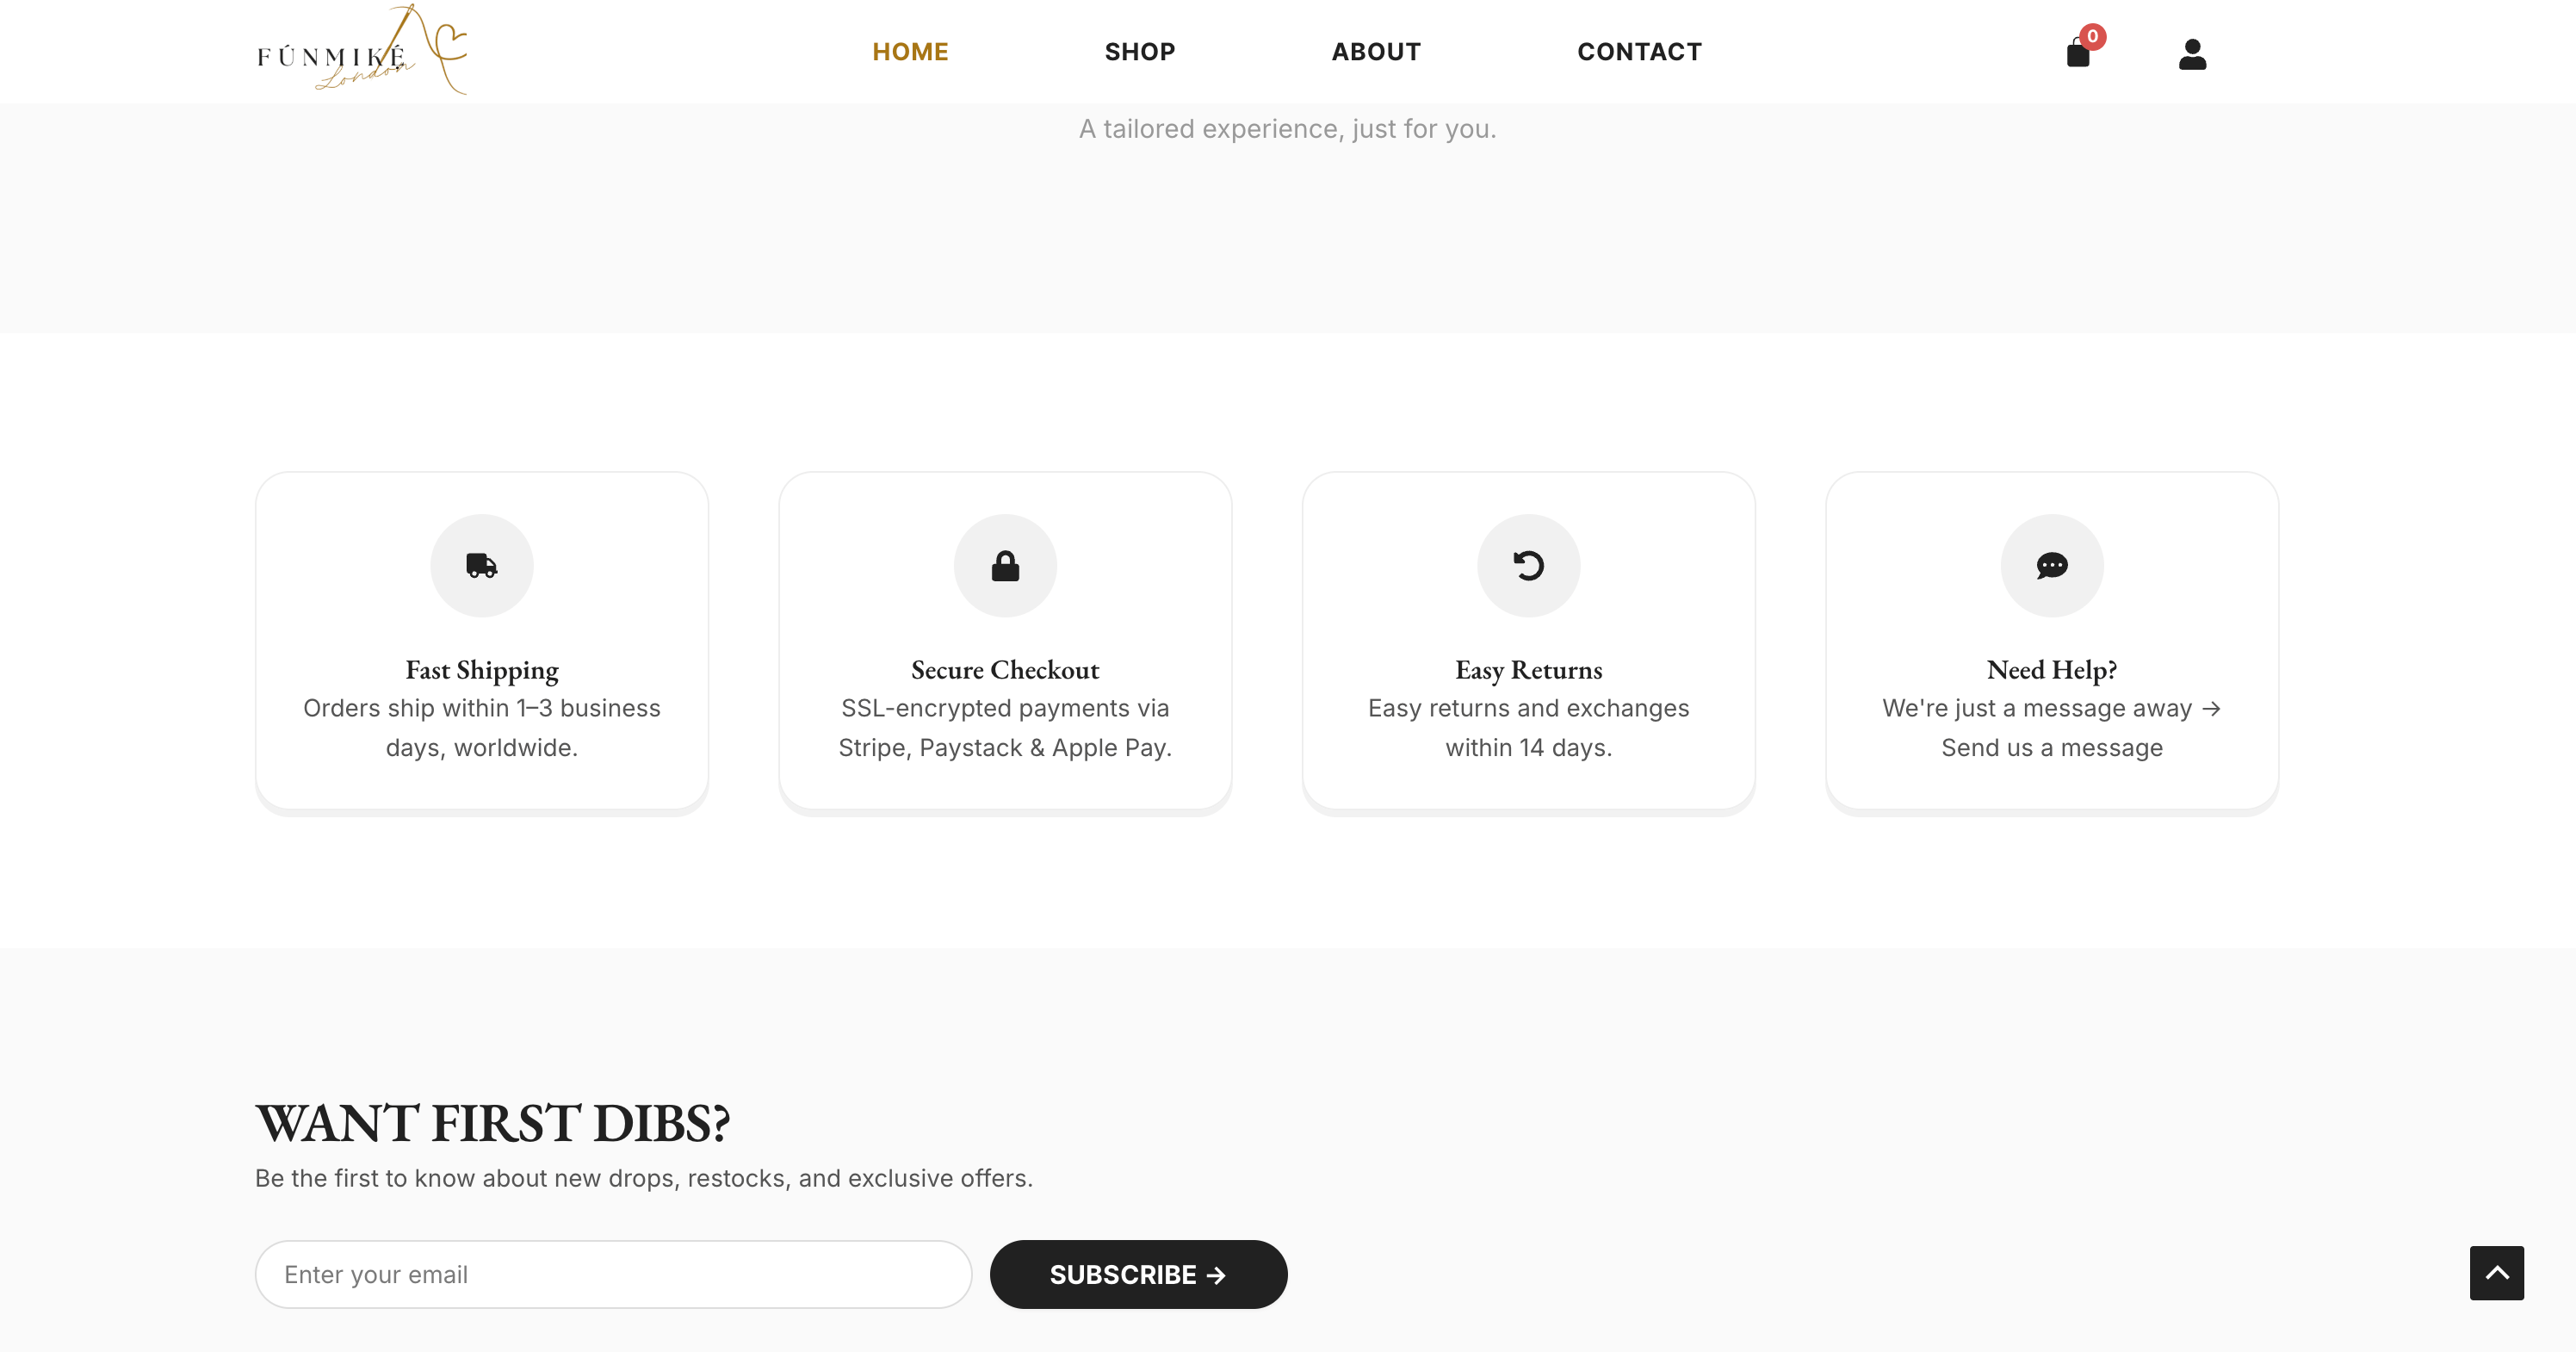 FÚNMIKÉ
London
HOME
SHOP
ABOUT
CONTACT
0
A tailored experience, just for you.
Fast Shipping
Orders ship within 1–3 business
days, worldwide.
Secure Checkout
SSL-encrypted payments via
Stripe, Paystack & Apple Pay.
Easy Returns
Easy returns and exchanges
within 14 days.
Need Help?
We're just a message away →
Send us a message
WANT FIRST DIBS?
Be the first to know about new drops, restocks, and exclusive offers.
Enter your email
SUBSCRIBE →